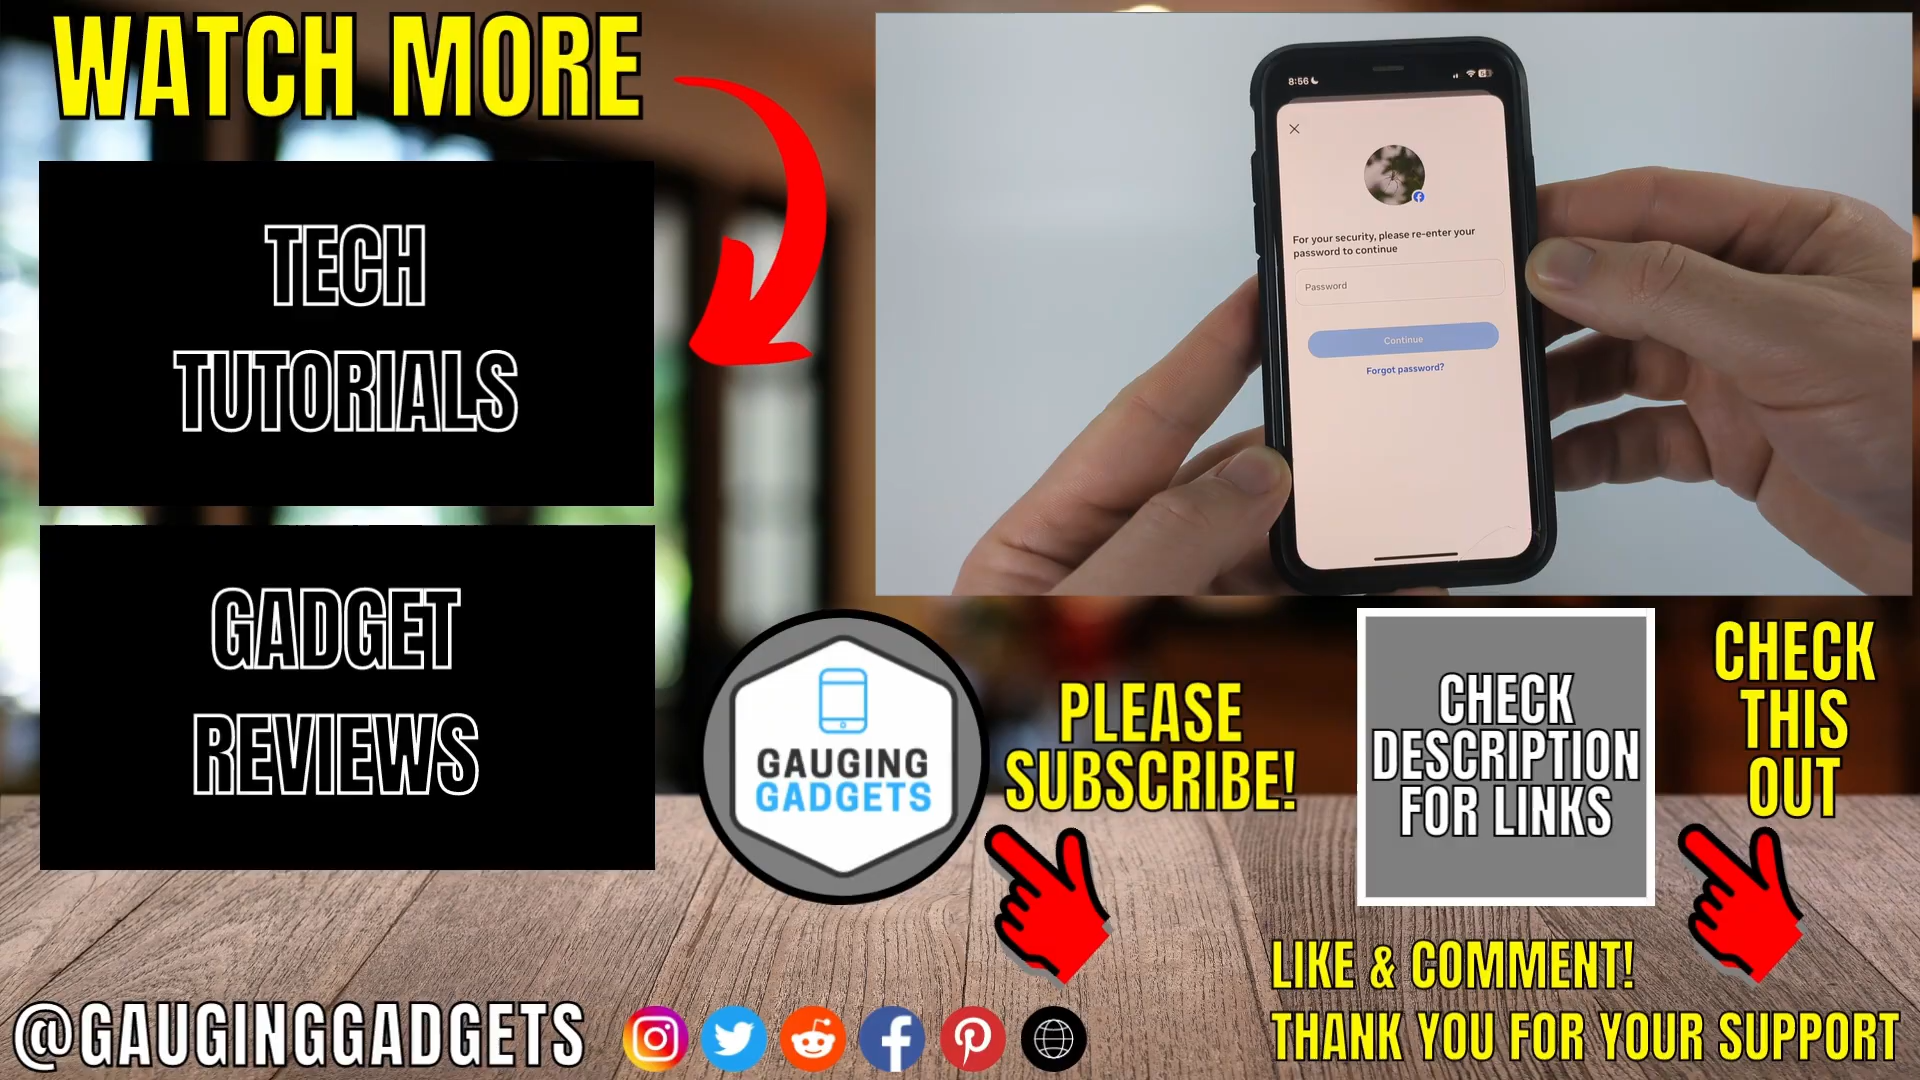 WATCH MORE
TECH
TUTORIALS
GADGET
REVIEWS
8:56
For your security, please re-enter your
password to continue
Password
Continue
Forgot password?
GAUGING
GADGETS
PLEASE
SUBSCRIBE!
CHECK
DESCRIPTION
FOR LINKS
CHECK
THIS
OUT
LIKE & COMMENT!
THANK YOU FOR YOUR SUPPORT
@GAUGINGGADGETS